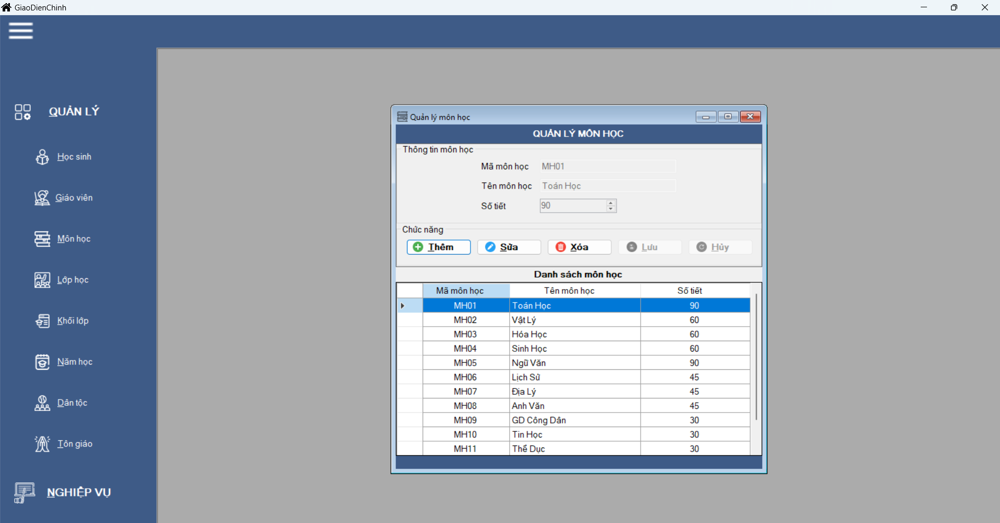 GiaoDienChinh
QUẢN LÝ
Học sinh
Giáo viên
Môn học
Lớp học
Khối lớp
Năm học
Dân tộc
Tôn giáo
NGHIỆP VỤ
Quản lý môn học
QUẢN LÝ MÔN HỌC
Thông tin môn học
Mã môn học MH01
Tên môn học Toán Học
Số tiết 90
Chức năng
Thêm Sửa Xóa Lưu Hủy
Danh sách môn học
Mã môn học Tên môn học Số tiết
MH01 Toán Học 90
MH02 Vật Lý 60
MH03 Hóa Học 60
MH04 Sinh Học 60
MH05 Ngữ Văn 90
MH06 Lịch Sử 45
MH07 Địa Lý 45
MH08 Anh Văn 45
MH09 GD Công Dân 30
MH10 Tin Học 30
MH11 Thể Dục 30